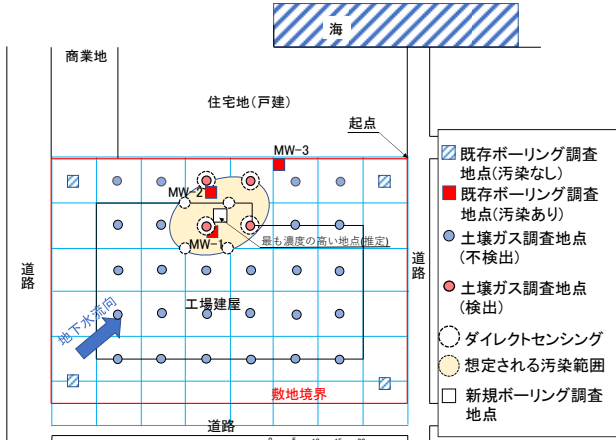 海
商業地
住宅地(戸建)
起点
MW-3
MW-2
MW-1
最も濃度の高い地点(推定)
道路
道路
工場建屋
地下水流向
敷地境界
道路
既存ボーリング調査
地点(汚染なし)
既存ボーリング調査
地点(汚染あり)
土壌ガス調査地点
(不検出)
土壌ガス調査地点
(検出)
ダイレクトセンシング
想定される汚染範囲
新規ボーリング調査
地点